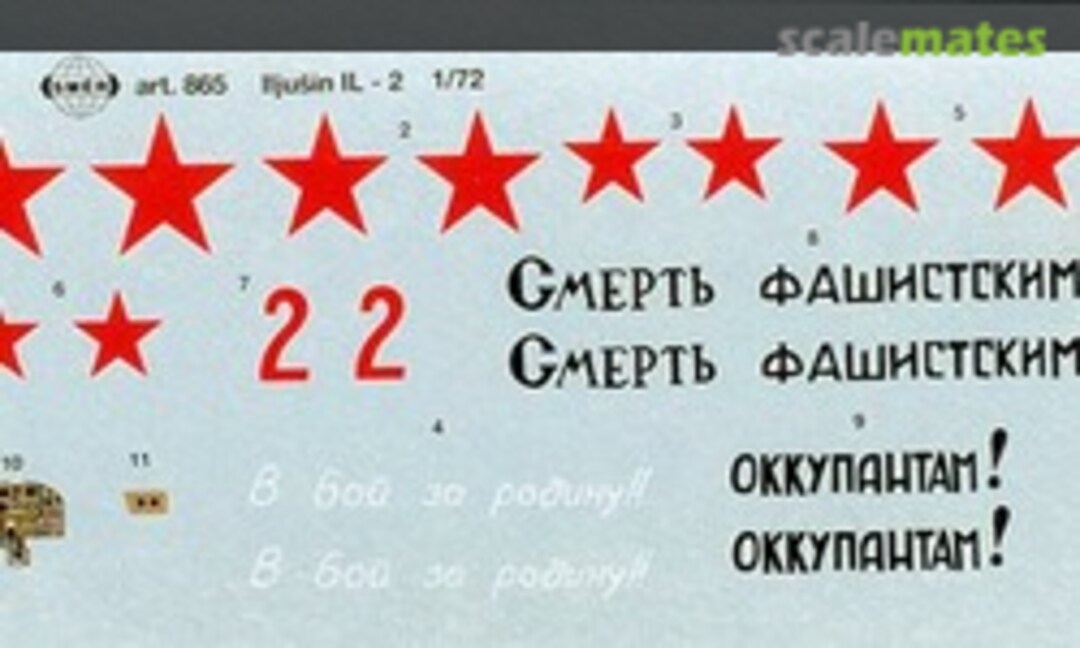 scalemates
SMĚR art. 865 Iljušin IL - 2 1/72
2 3 5
8
6 7
2 2
Смерть фашистским
Смерть фашистским
4 9
10 11
В бой за родину!!
оккупантам!
В бой за родину!!
оккупантам!